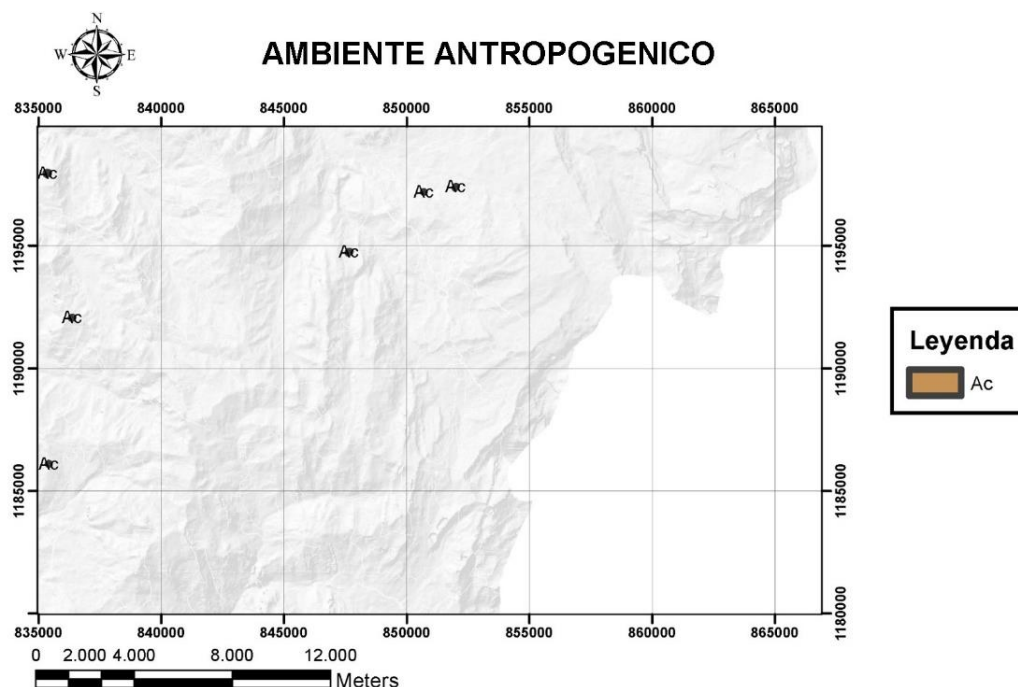 N
W E
S
AMBIENTE ANTROPOGENICO
835000 840000 845000 850000 855000 860000 865000
Ac
Ac
Ac
1195000 1195000
Ac
Ac
1190000 1190000
Leyenda
Ac
Ac
1185000 1185000
1180000
835000 840000 845000 850000 855000 860000 865000
0 2.000 4.000 8.000 12.000
Meters